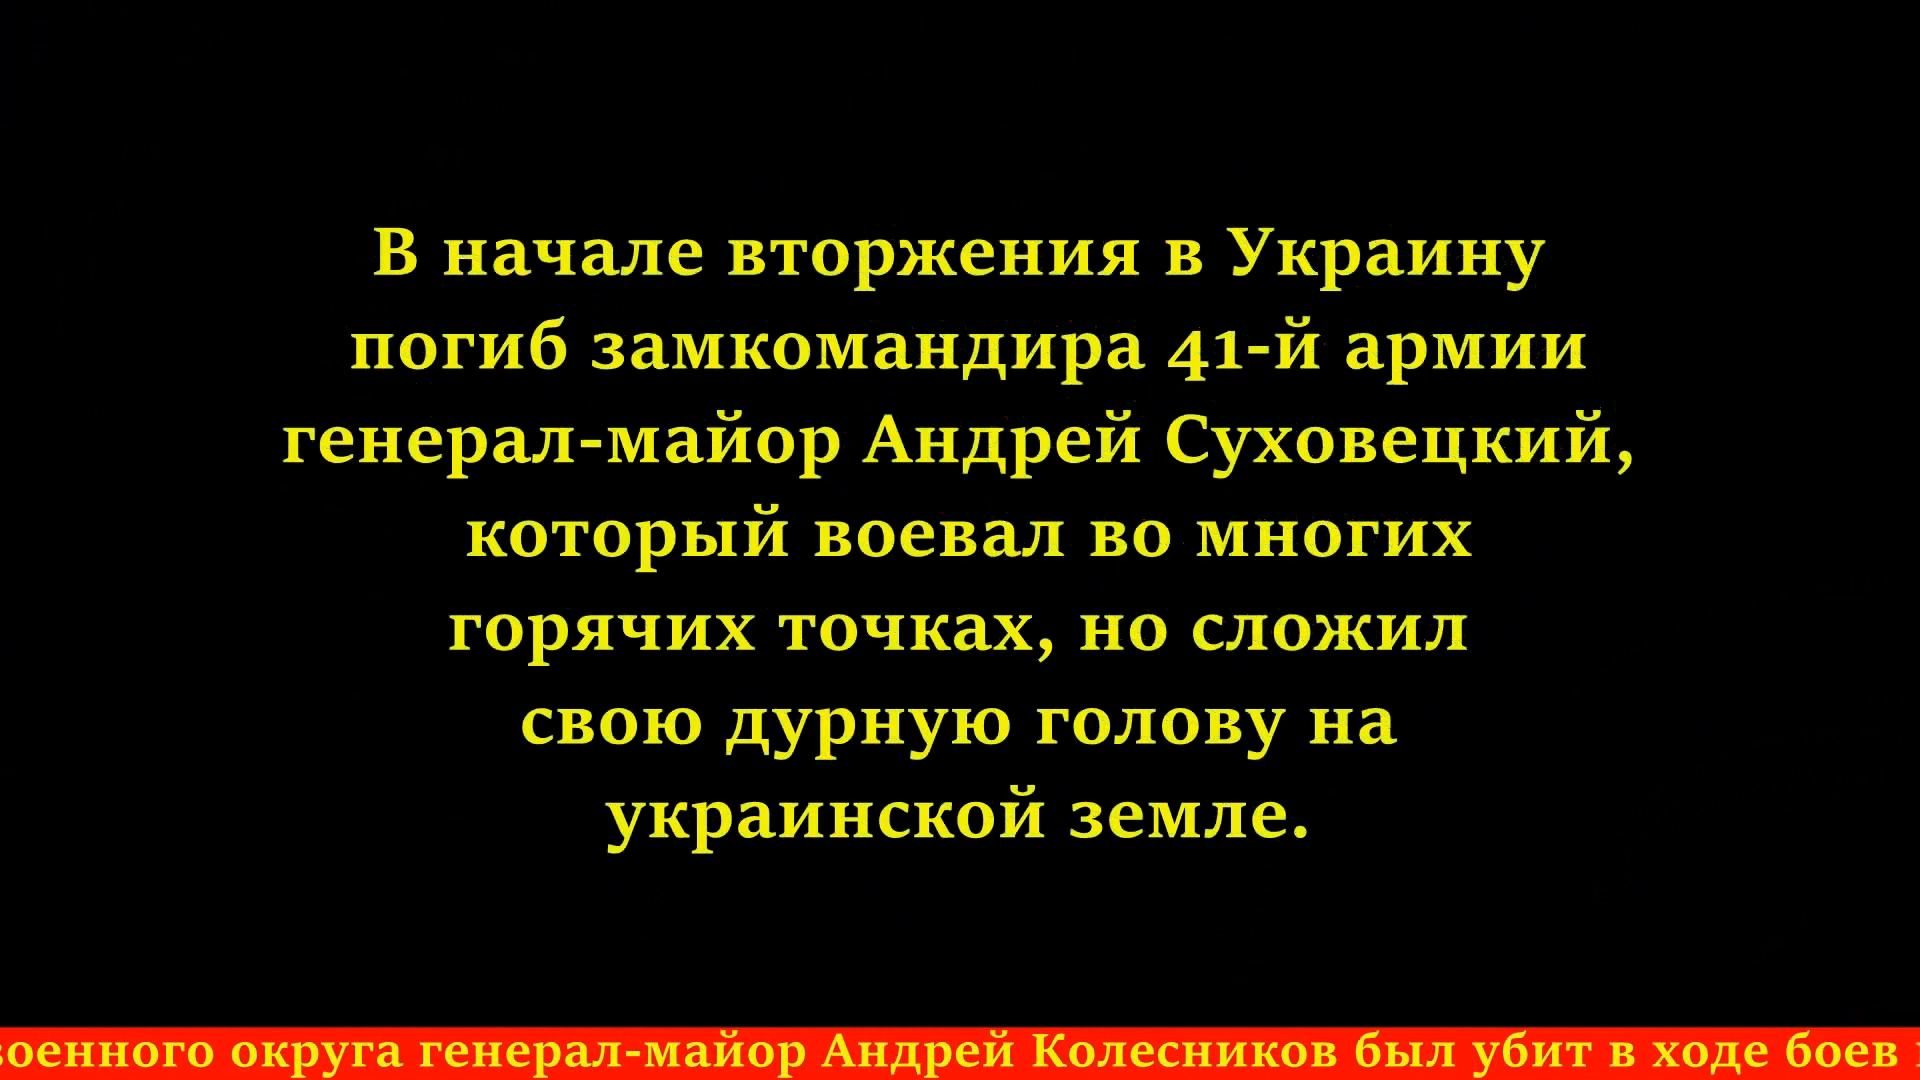 В начале вторжения в Украину
погиб замкомандира 41-й армии
генерал-майор Андрей Суховецкий,
который воевал во многих
горячих точках, но сложил
свою дурную голову на
украинской земле.
военного округа генерал-майор Андрей Колесников был убит в ходе боев